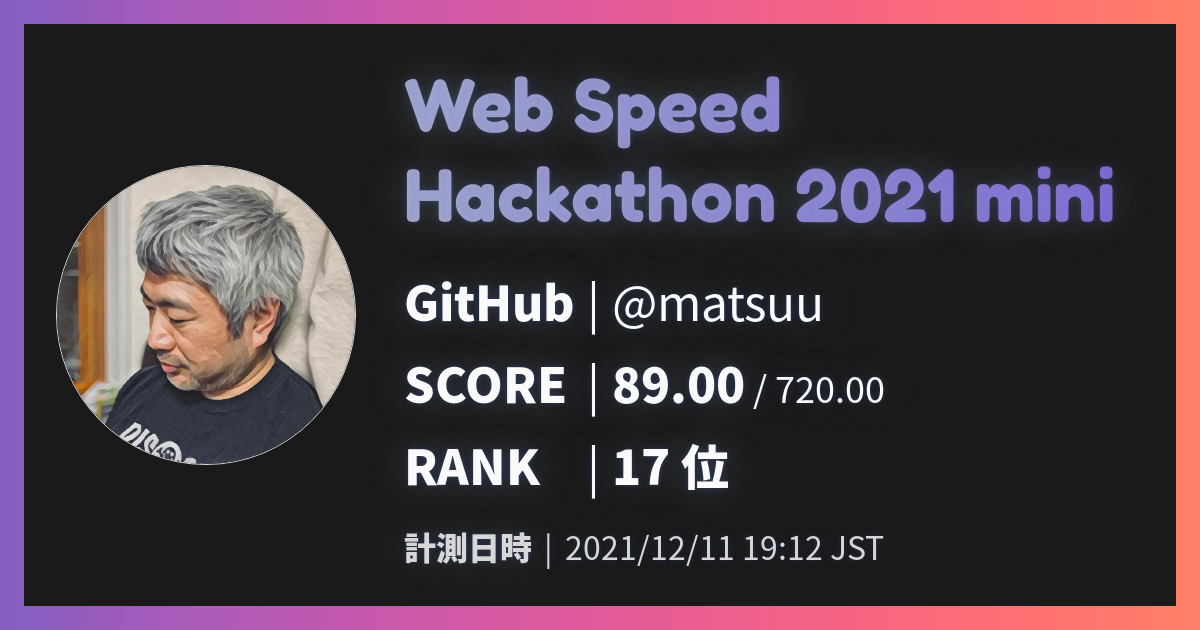 Web Speed
Hackathon 2021 mini
GitHub | @matsuu
SCORE | 89.00 / 720.00
RANK | 17 位
計測日時 | 2021/12/11 19:12 JST